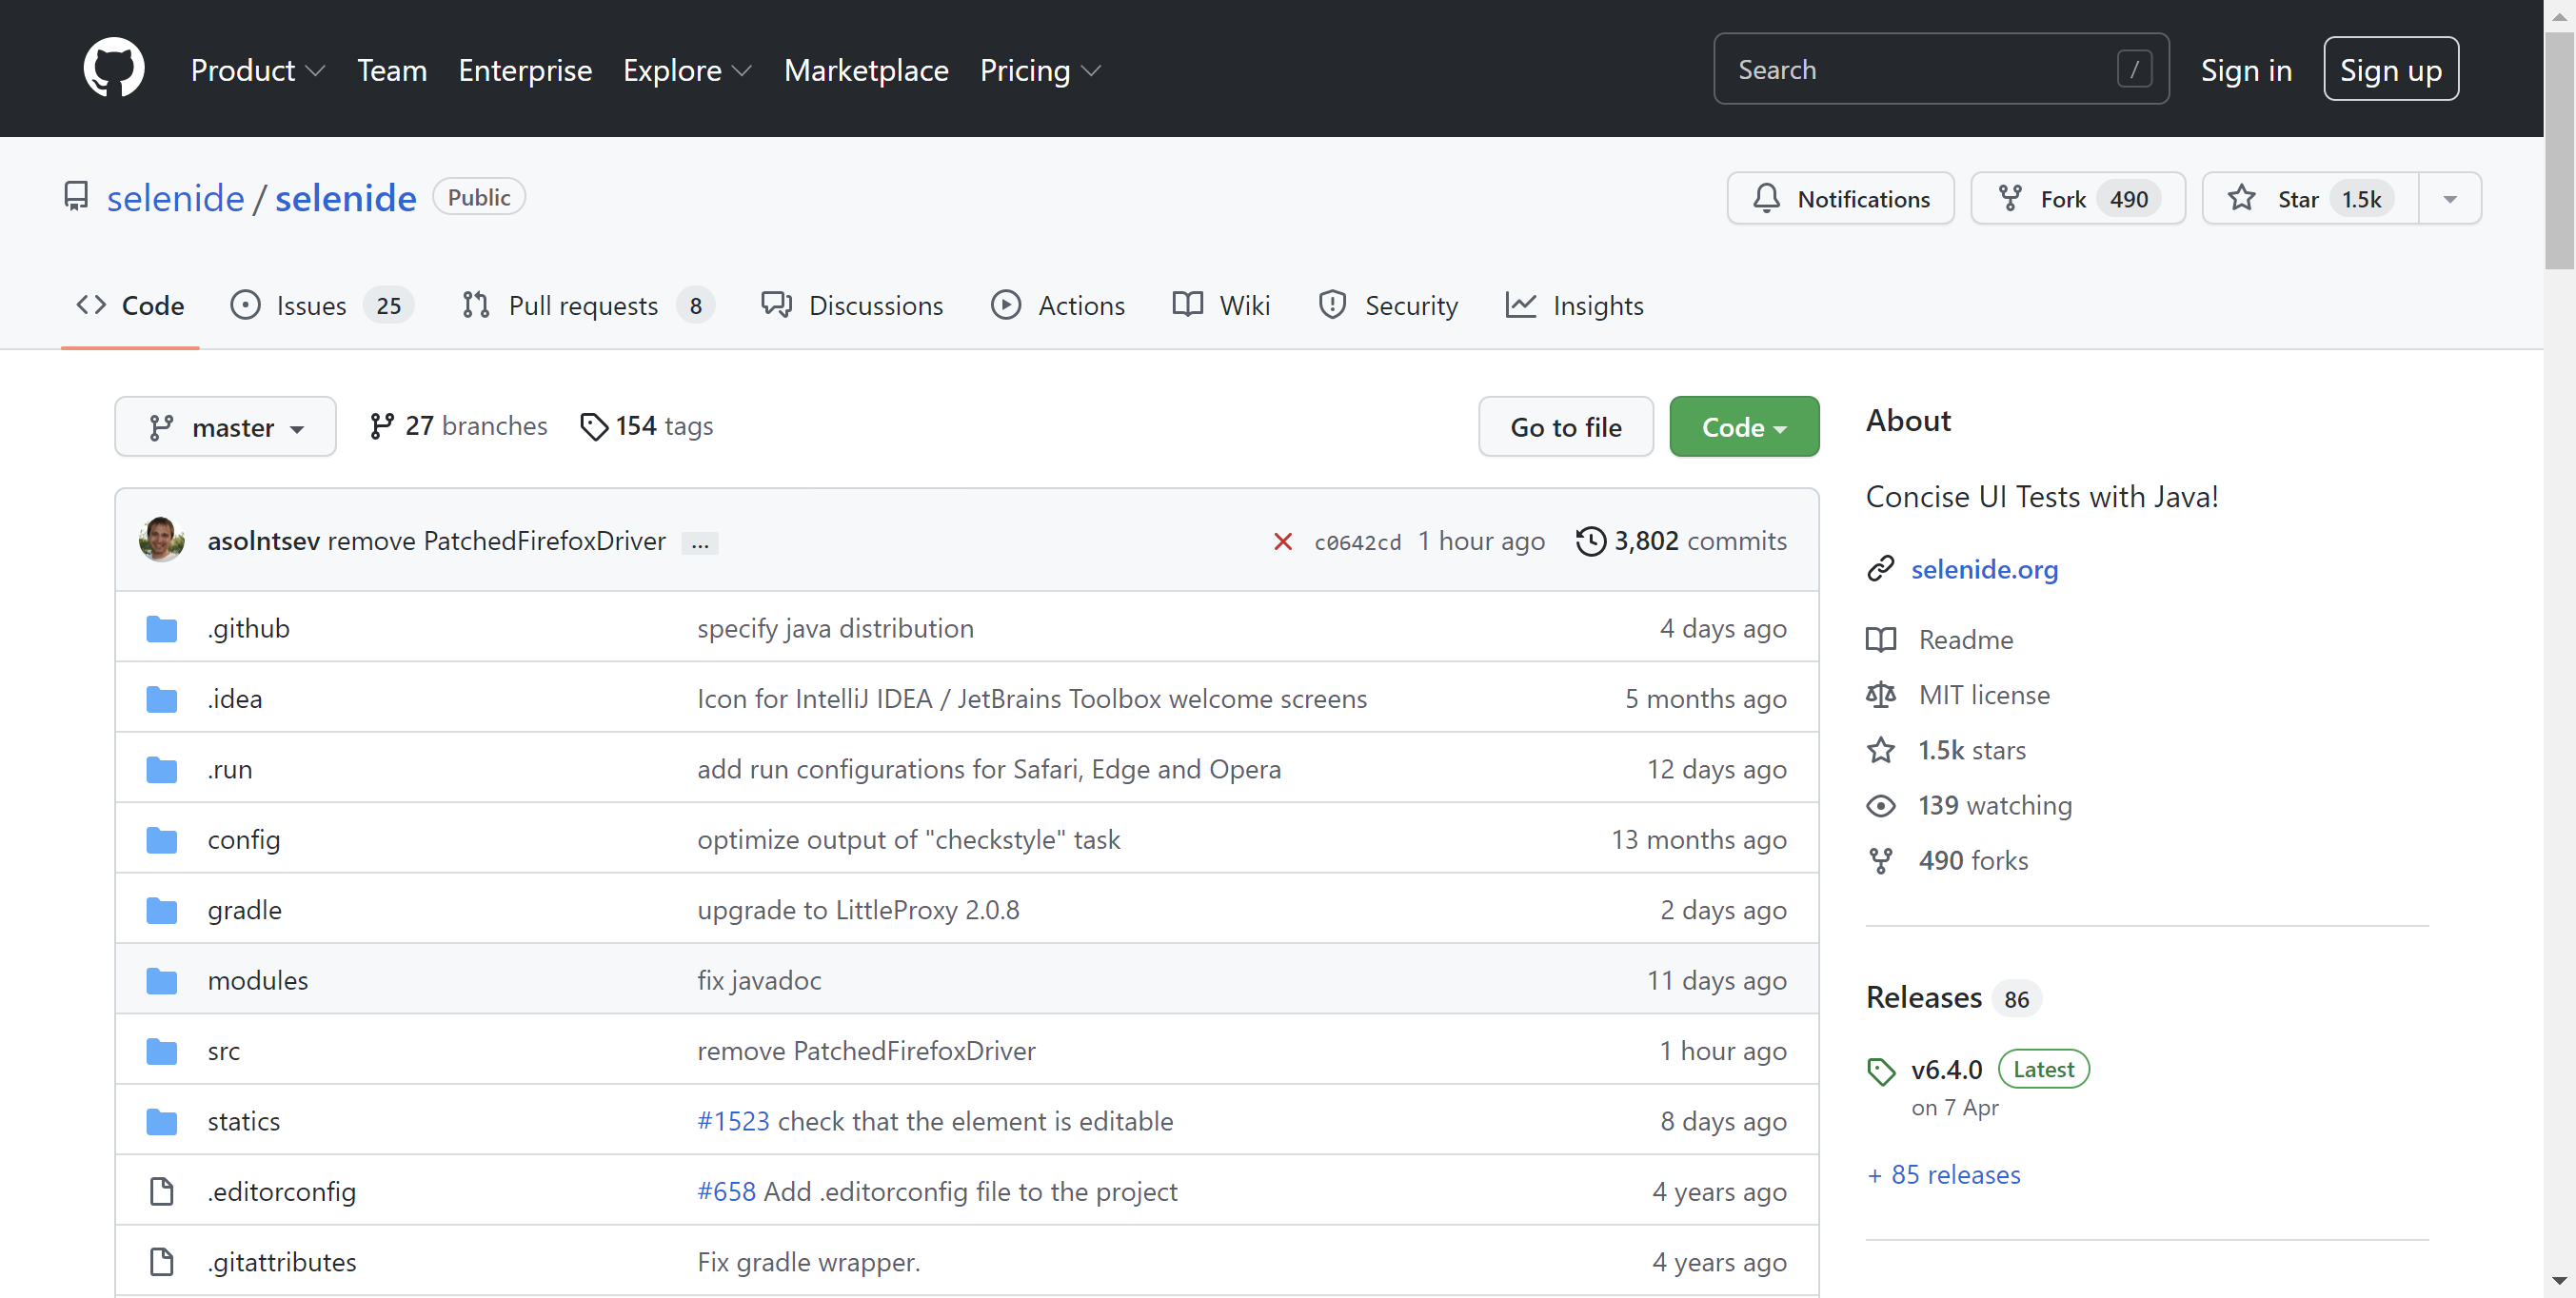 Product Team Enterprise Explore Marketplace Pricing Search / Sign in Sign up
selenide / selenide Public Notifications Fork 490 Star 1.5k
Code Issues 25 Pull requests 8 Discussions Actions Wiki Security Insights
master 27 branches 154 tags Go to file Code
asolntsev remove PatchedFirefoxDriver ... c0642cd 1 hour ago 3,802 commits
.github specify java distribution 4 days ago
.idea Icon for IntelliJ IDEA / JetBrains Toolbox welcome screens 5 months ago
.run add run configurations for Safari, Edge and Opera 12 days ago
config optimize output of "checkstyle" task 13 months ago
gradle upgrade to LittleProxy 2.0.8 2 days ago
modules fix javadoc 11 days ago
src remove PatchedFirefoxDriver 1 hour ago
statics #1523 check that the element is editable 8 days ago
.editorconfig #658 Add .editorconfig file to the project 4 years ago
.gitattributes Fix gradle wrapper. 4 years ago
About
Concise UI Tests with Java!
selenide.org
Readme
MIT license
1.5k stars
139 watching
490 forks
Releases 86
v6.4.0 Latest
on 7 Apr
+ 85 releases